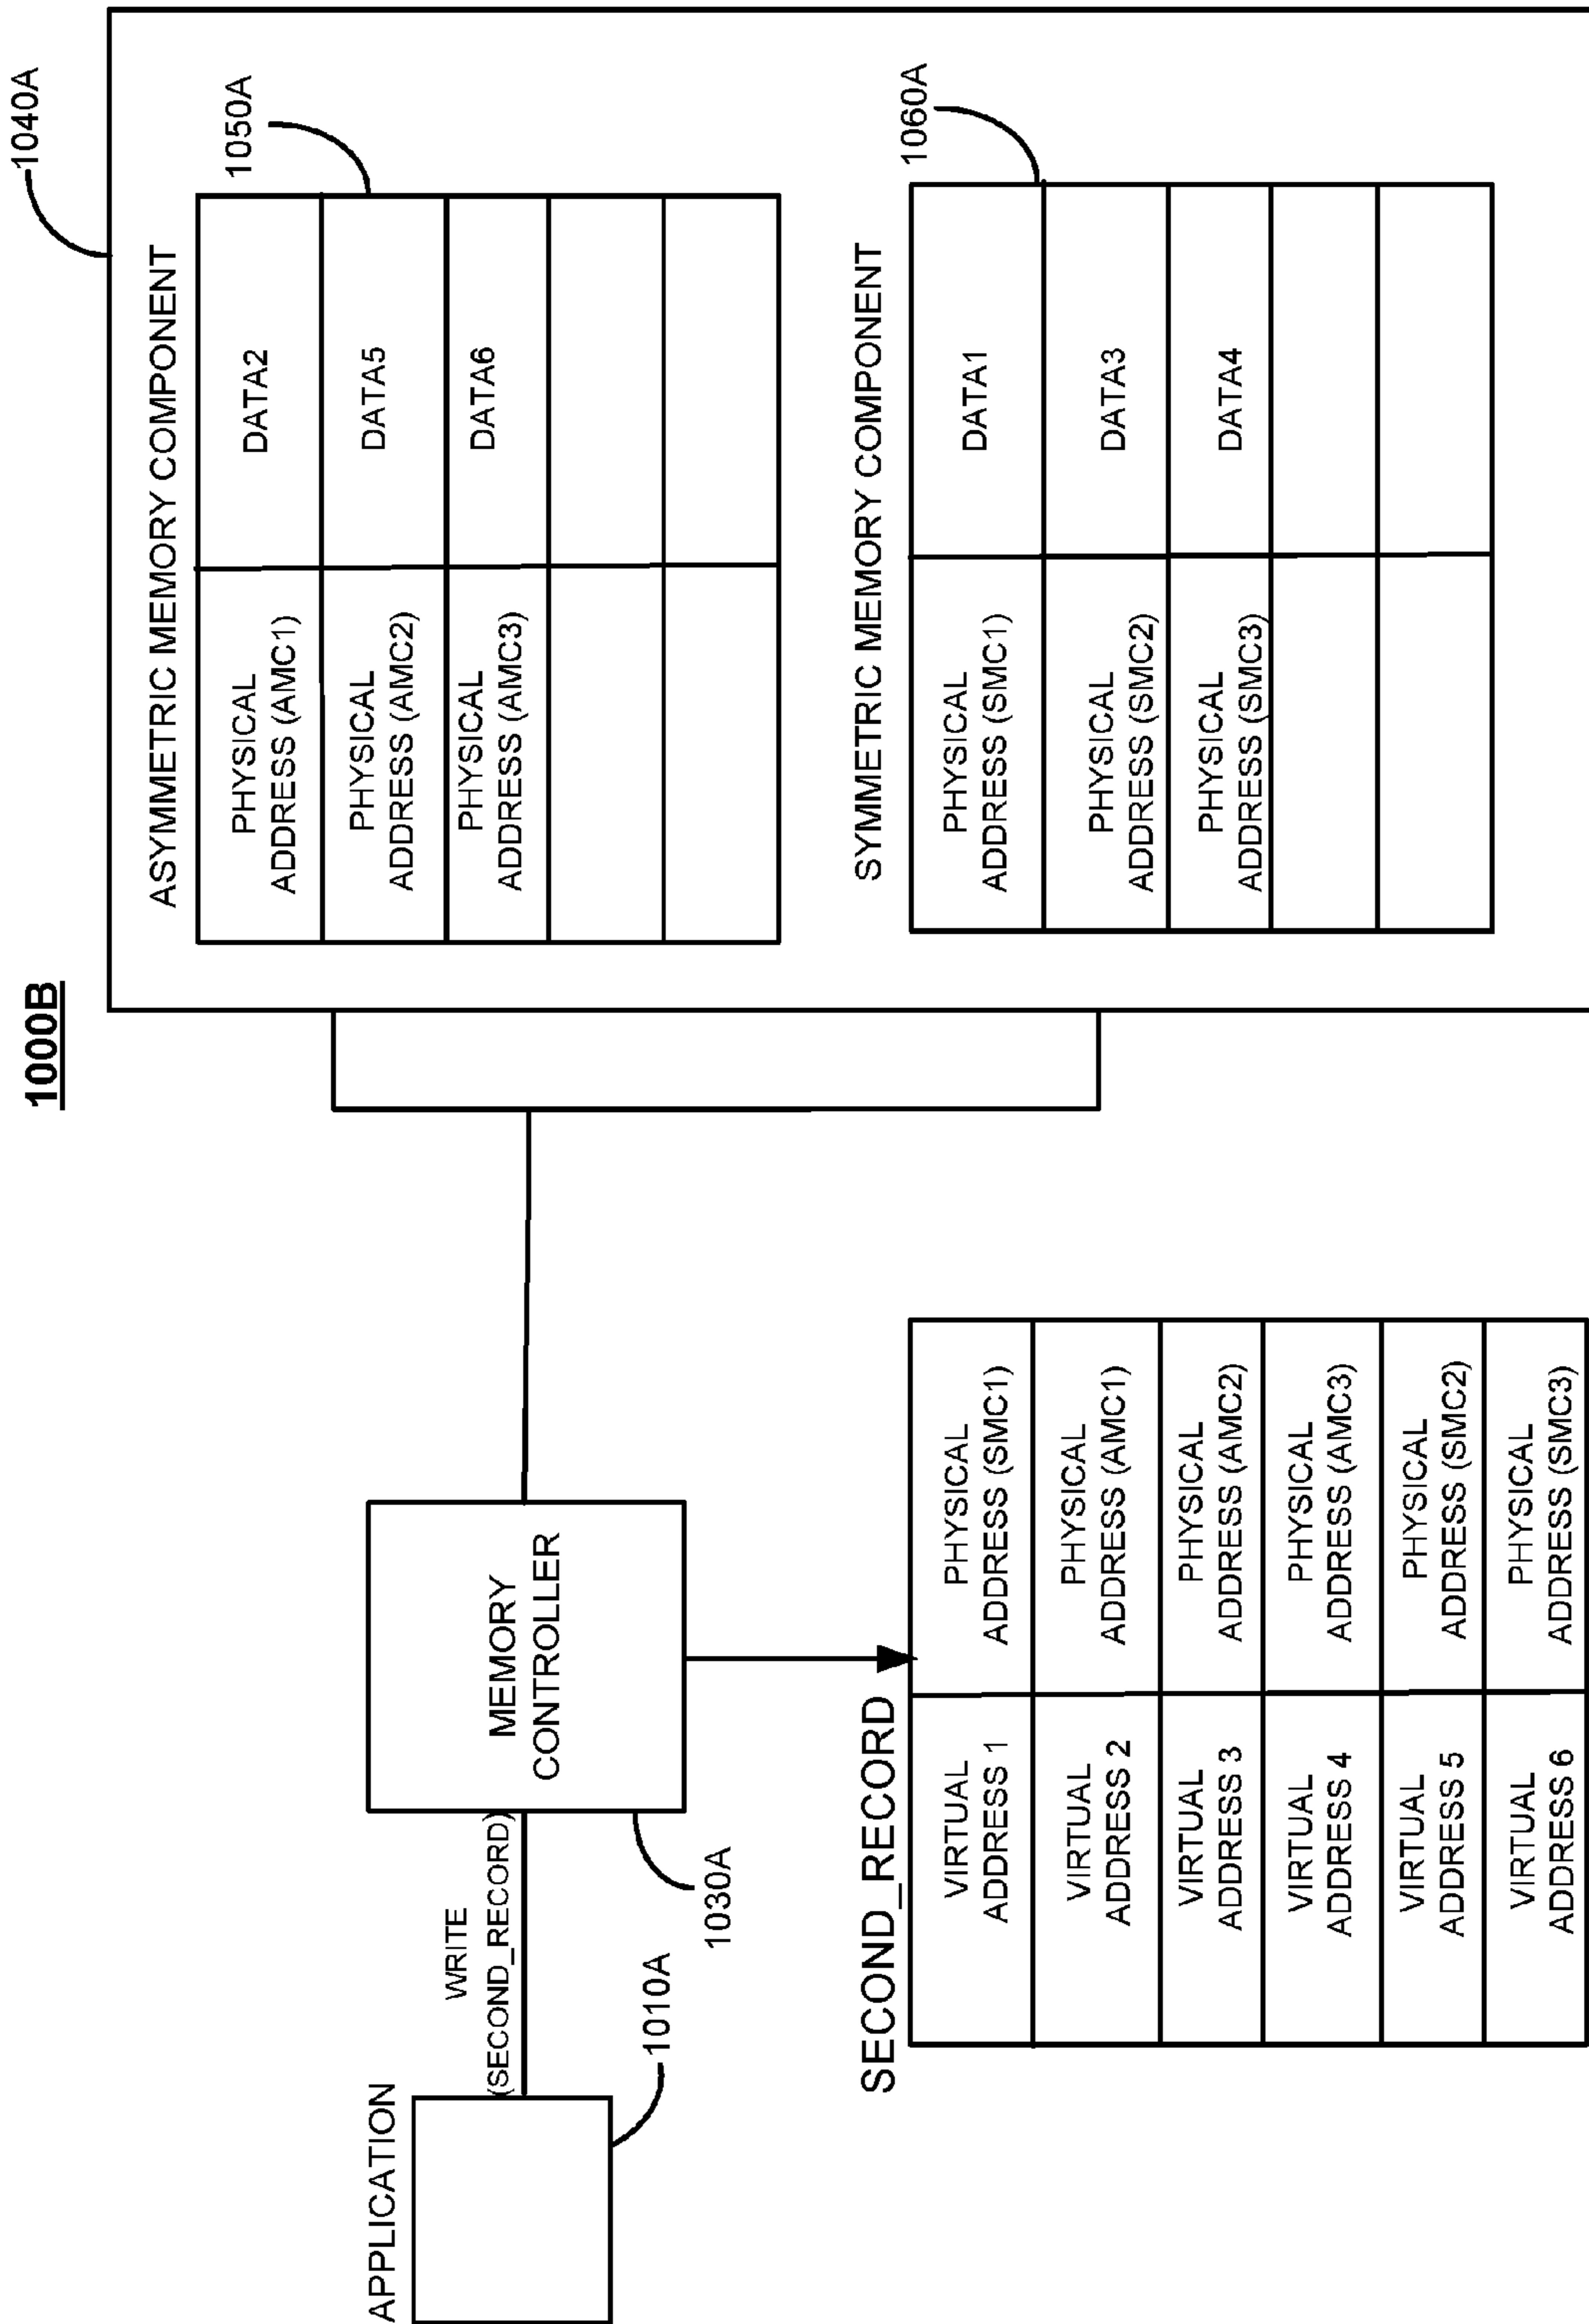 1000B
1040A
ASYMMETRIC MEMORY COMPONENT
PHYSICAL
ADDRESS (AMC1)
DATA2
PHYSICAL
ADDRESS (AMC2)
DATA5
PHYSICAL
ADDRESS (AMC3)
DATA6
1050A
SYMMETRIC MEMORY COMPONENT
PHYSICAL
ADDRESS (SMC1)
DATA1
PHYSICAL
ADDRESS (SMC2)
DATA3
PHYSICAL
ADDRESS (SMC3)
DATA4
1060A
APPLICATION
1010A
WRITE
(SECOND_RECORD)
MEMORY
CONTROLLER
1030A
SECOND_RECORD
VIRTUAL
ADDRESS 1
PHYSICAL
ADDRESS (SMC1)
VIRTUAL
ADDRESS 2
PHYSICAL
ADDRESS (AMC1)
VIRTUAL
ADDRESS 3
PHYSICAL
ADDRESS (AMC2)
VIRTUAL
ADDRESS 4
PHYSICAL
ADDRESS (AMC3)
VIRTUAL
ADDRESS 5
PHYSICAL
ADDRESS (SMC2)
VIRTUAL
ADDRESS 6
PHYSICAL
ADDRESS (SMC3)